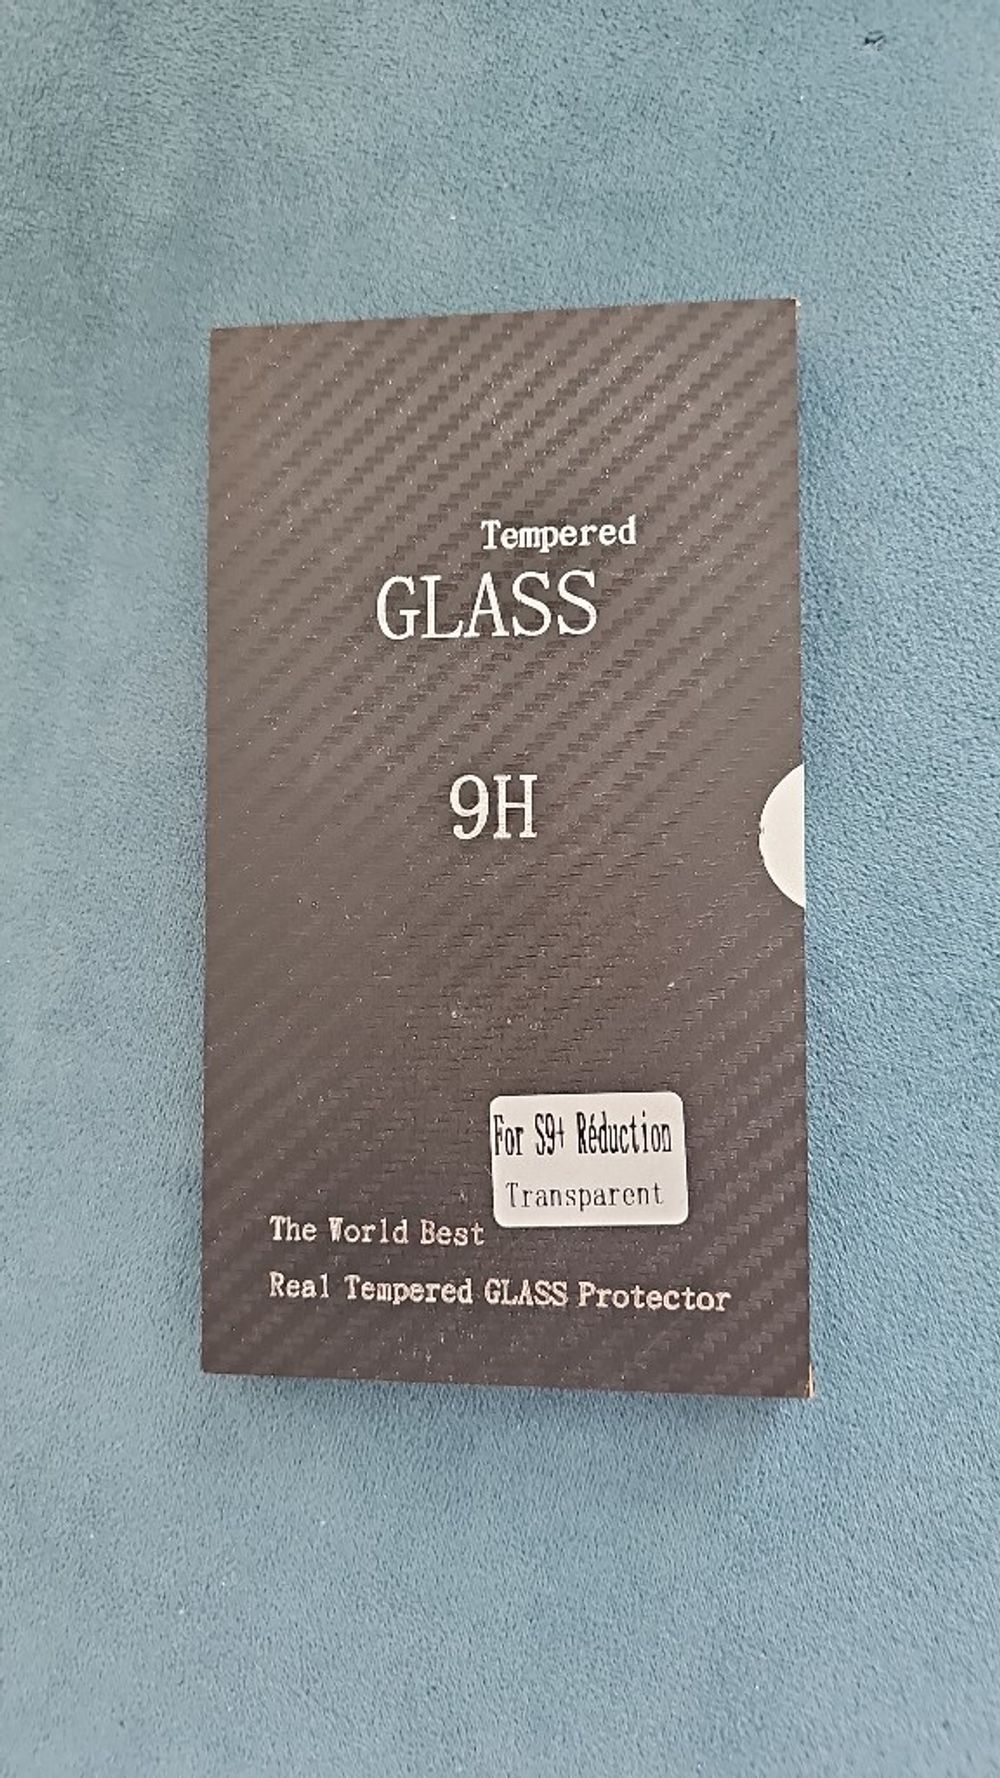 Tempered
GLASS
9H
For S9+ Réduction
Transparent
The World Best
Real Tempered GLASS Protector